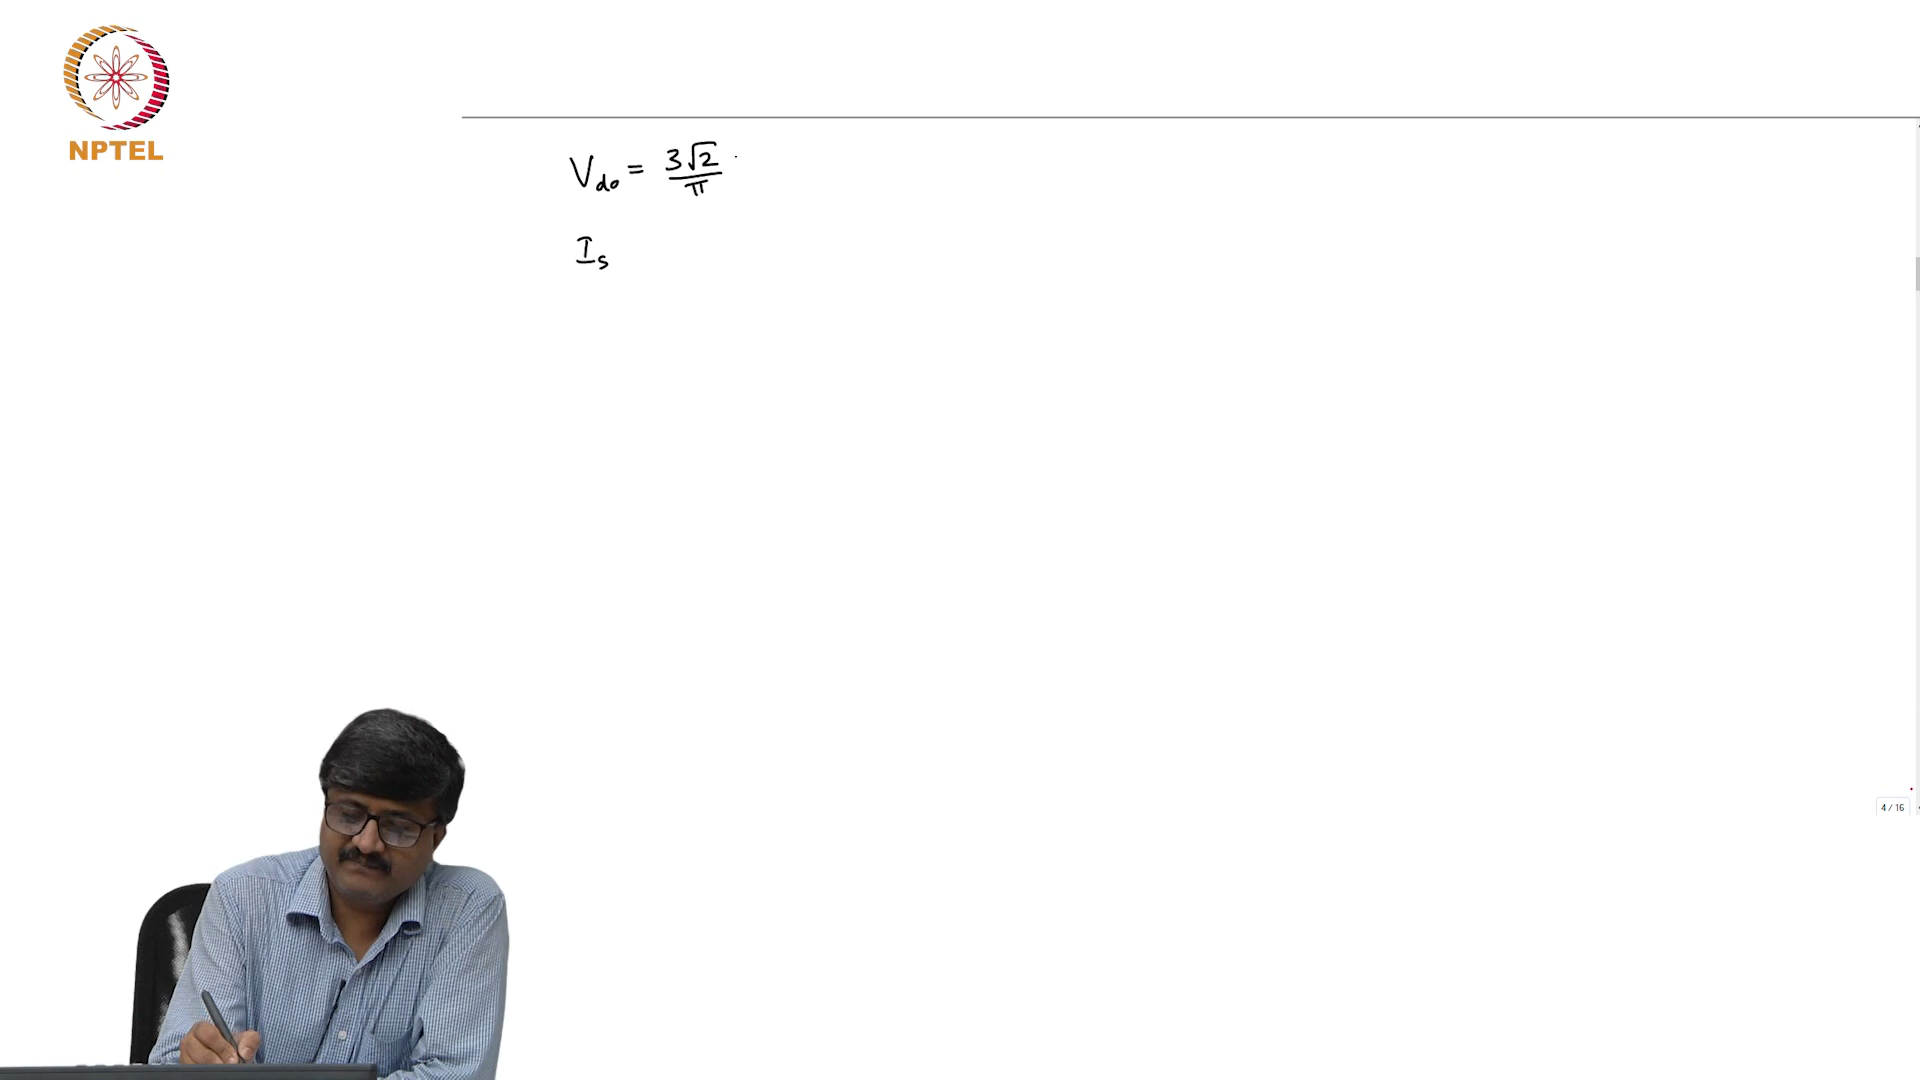 NPTEL
V_do = 3√2/π
I_s
4 / 16